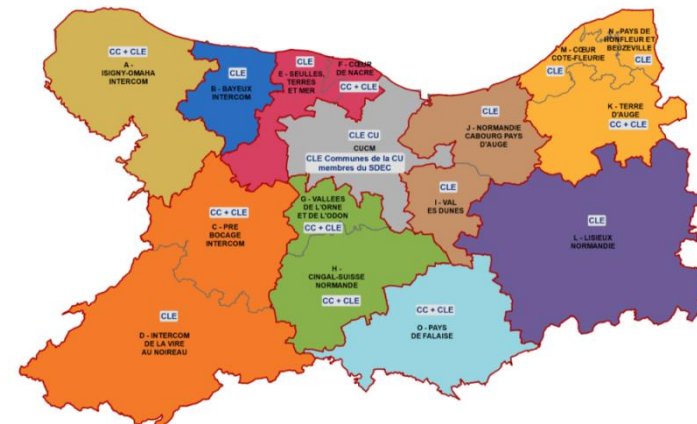 CC + CLE
A -
ISIGNY-OMAHA
INTERCOM
CLE
B - BAYEUX
INTERCOM
CLE
E - SEULLES,
TERRES
ET MER
F - CŒUR
DE NACRE
CC + CLE
CLE CU
CUCM
CLE Communes de la CU
membres du SDEC
CLE
J - NORMANDIE
CABOURG PAYS
D'AUGE
M - CŒUR
COTE-FLEURIE
CLE
N - PAYS DE
HONFLEUR ET
BEUZEVILLE
CLE
K - TERRE
D'AUGE
CC + CLE
CLE
I - VAL
ES DUNES
G - VALLEES
DE L'ORNE
ET DE L'ODON
CC + CLE
CC + CLE
C - PRE
BOCAGE
INTERCOM
CLE
L - LISIEUX
NORMANDIE
H -
CINGAL-SUISSE
NORMANDE
CC + CLE
CLE
D - INTERCOM
DE LA VIRE
AU NOIREAU
CC + CLE
O - PAYS
DE FALAISE